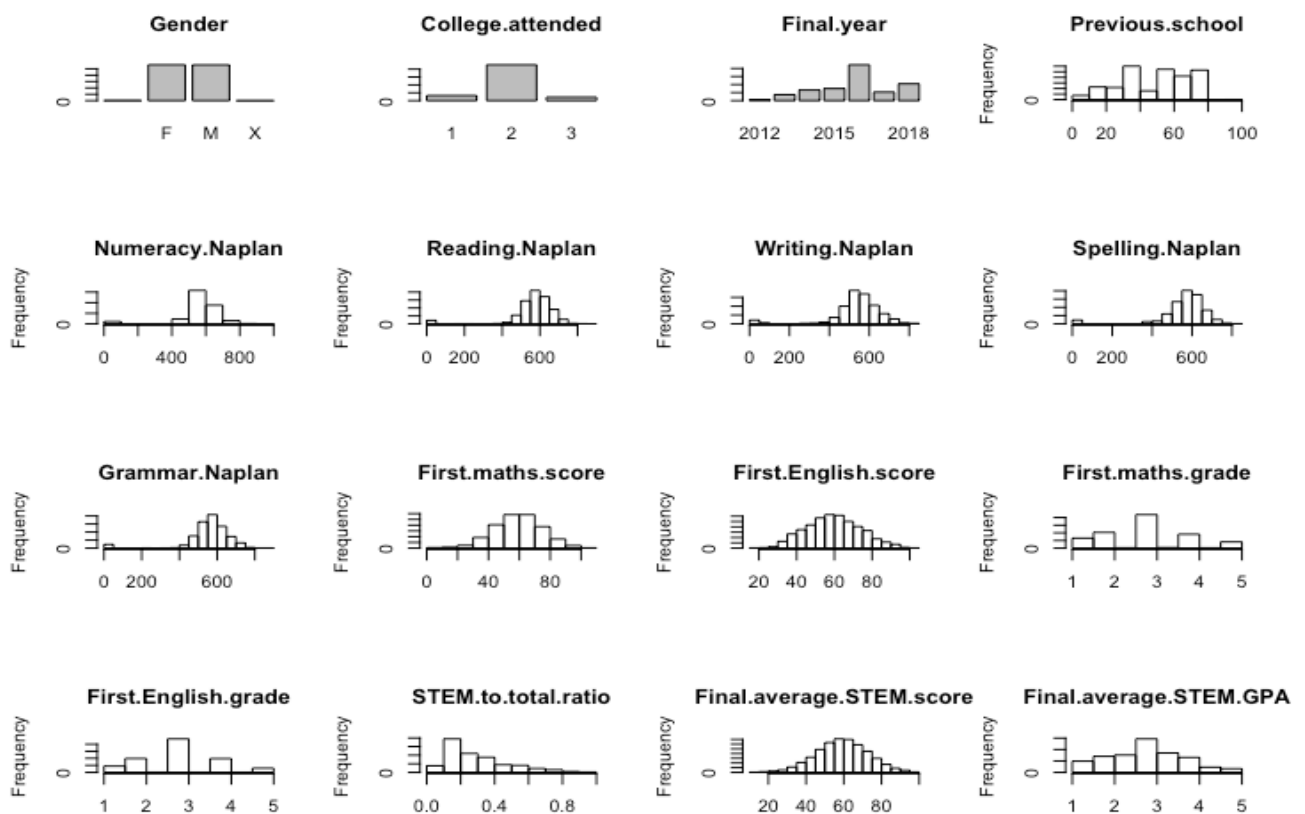 Gender
0
F M X
College.attended
0
1 2 3
Final.year
0
2012 2015 2018
Previous.school
Frequency
0
0 20 60 100
Numeracy.Naplan
Frequency
0
0 400 800
Reading.Naplan
Frequency
0
0 200 600
Writing.Naplan
Frequency
0
0 200 600
Spelling.Naplan
Frequency
0
0 200 600
Grammar.Naplan
Frequency
0
0 200 600
First.maths.score
Frequency
0
0 40 80
First.English.score
Frequency
0
20 40 60 80
First.maths.grade
Frequency
0
1 2 3 4 5
First.English.grade
Frequency
0
1 2 3 4 5
STEM.to.total.ratio
Frequency
0
0.0 0.4 0.8
Final.average.STEM.score
Frequency
0
20 40 60 80
Final.average.STEM.GPA
Frequency
0
1 2 3 4 5